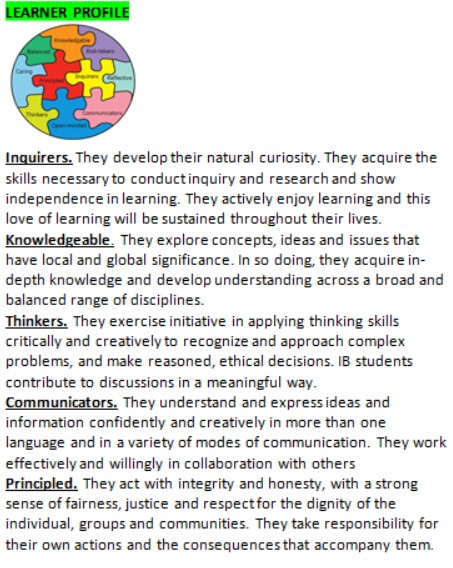 LEARNER PROFILE
Knowledgeable
Balanced
Risk-takers
Caring
Principled
Inquirers
Reflective
Thinkers
Communicators
Open-minded
Inquirers. They develop their natural curiosity. They acquire the
skills necessary to conduct inquiry and research and show
independence in learning. They actively enjoy learning and this
love of learning will be sustained throughout their lives.
Knowledgeable. They explore concepts, ideas and issues that
have local and global significance. In so doing, they acquire in-
depth knowledge and develop understanding across a broad and
balanced range of disciplines.
Thinkers. They exercise initiative in applying thinking skills
critically and creatively to recognize and approach complex
problems, and make reasoned, ethical decisions. IB students
contribute to discussions in a meaningful way.
Communicators. They understand and express ideas and
information confidently and creatively in more than one
language and in a variety of modes of communication. They work
effectively and willingly in collaboration with others
Principled. They act with integrity and honesty, with a strong
sense of fairness, justice and respect for the dignity of the
individual, groups and communities. They take responsibility for
their own actions and the consequences that accompany them.